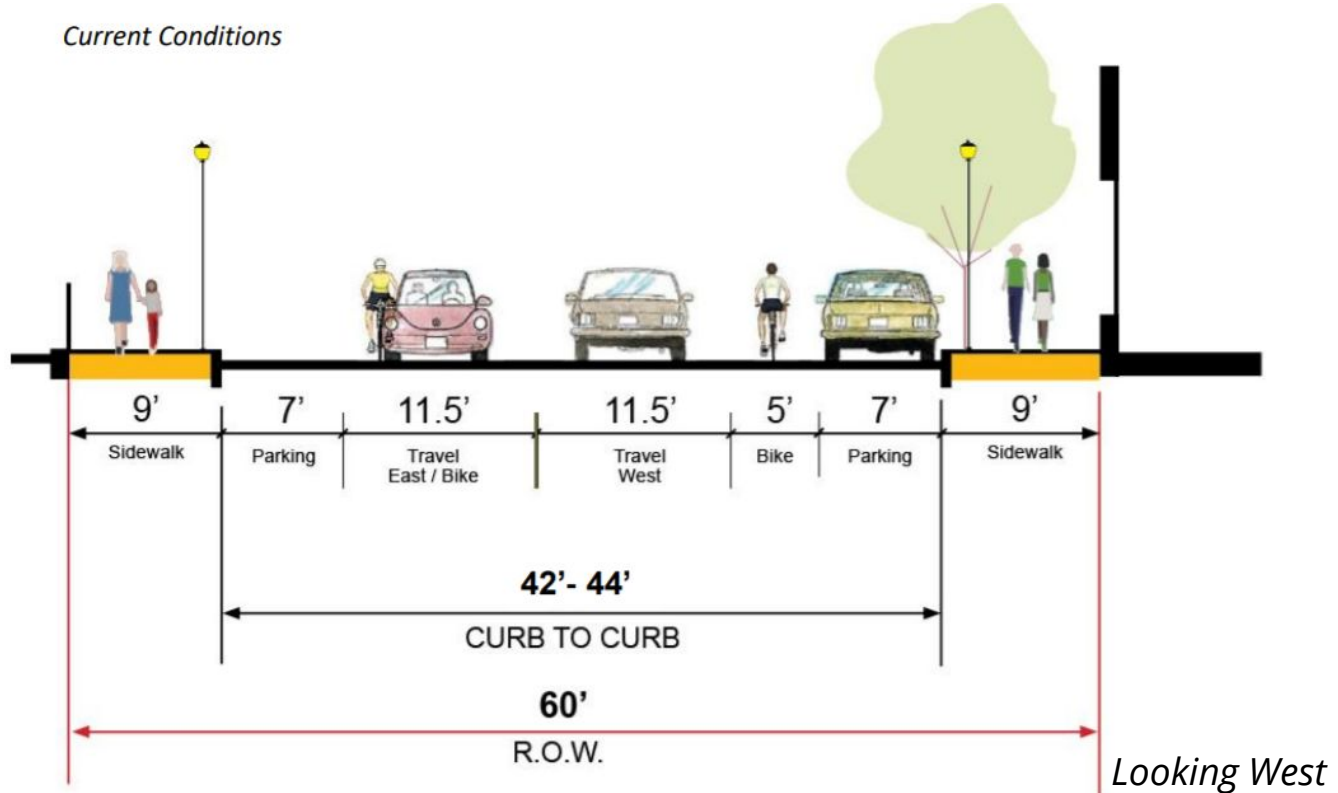 Current Conditions
9’ 7’ 11.5’ 11.5’ 5’ 7’ 9’
Sidewalk Parking Travel Travel Bike Parking Sidewalk
East / Bike West
42’- 44’
CURB TO CURB
60’
R.O.W.
Looking West